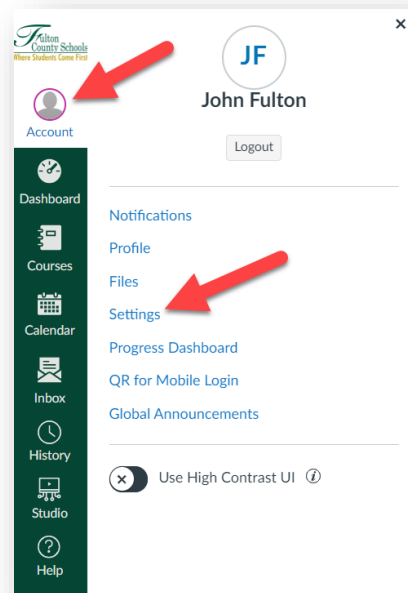 Fulton
County Schools
Where Students Come First
Account
Dashboard
Courses
Calendar
Inbox
History
Studio
Help
×
JF
John Fulton
Logout
Notifications
Profile
Files
Settings
Progress Dashboard
QR for Mobile Login
Global Announcements
Use High Contrast UI